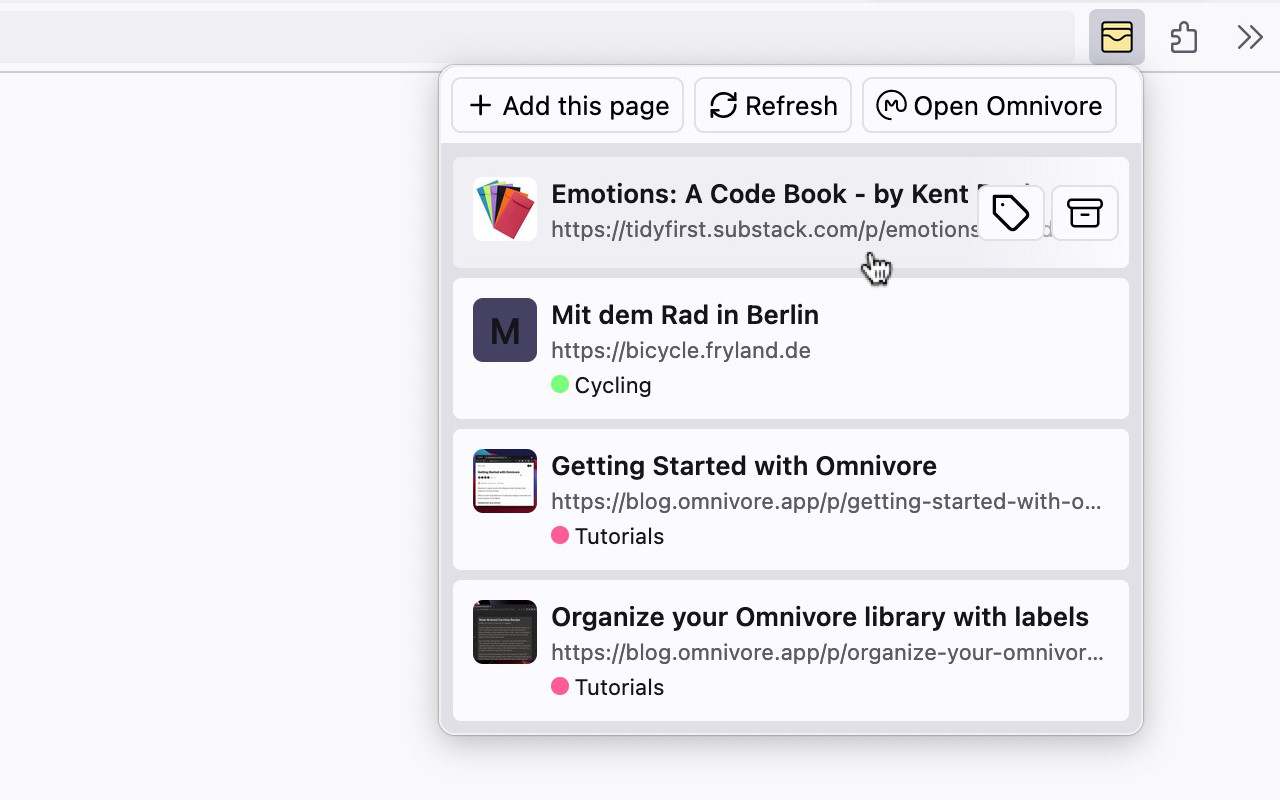 Add this page
Refresh
Open Omnivore
Emotions: A Code Book - by Kent
https://tidyfirst.substack.com/p/emotions
M
Mit dem Rad in Berlin
https://bicycle.fryland.de
Cycling
Getting Started with Omnivore
https://blog.omnivore.app/p/getting-started-with-o...
Tutorials
Organize your Omnivore library with labels
https://blog.omnivore.app/p/organize-your-omnivor...
Tutorials